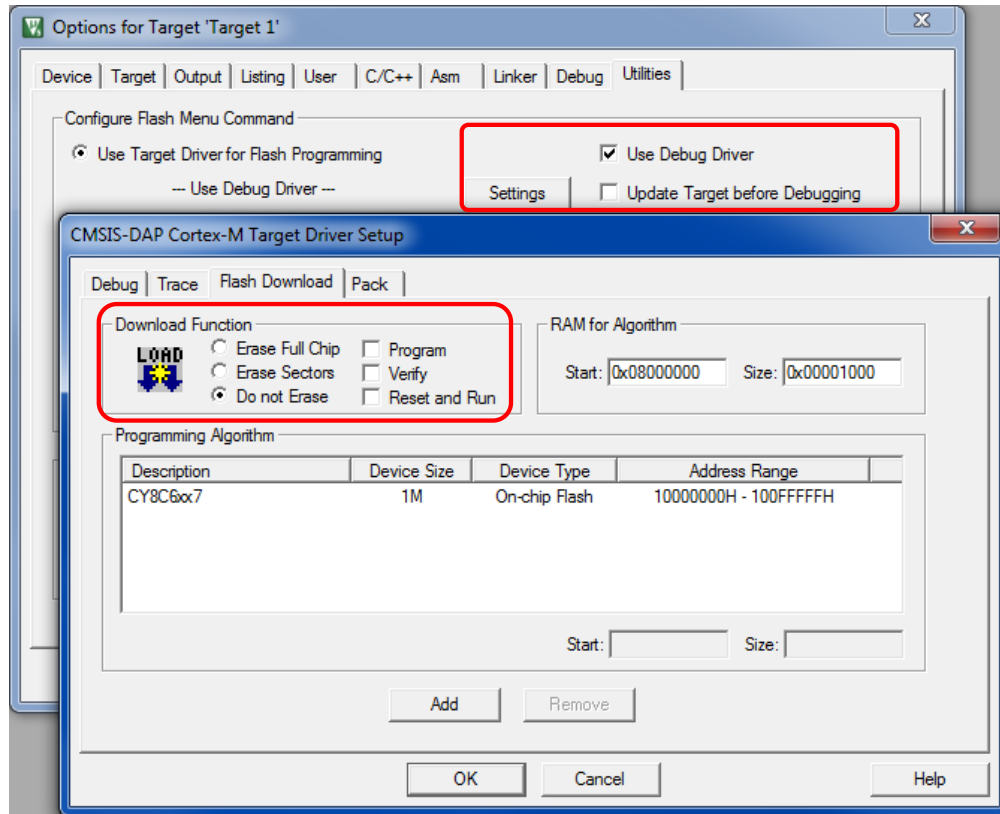 Options for Target 'Target 1'
Device Target Output Listing User C/C++ Asm Linker Debug Utilities
Configure Flash Menu Command
Use Target Driver for Flash Programming Use Debug Driver
--- Use Debug Driver --- Settings Update Target before Debugging
CMSIS-DAP Cortex-M Target Driver Setup
Debug Trace Flash Download Pack
Download Function RAM for Algorithm
LOAD Erase Full Chip Program
Erase Sectors Verify Start: 0x08000000 Size: 0x00001000
Do not Erase Reset and Run
Programming Algorithm
Description Device Size Device Type Address Range
CY8C6xx7 1M On-chip Flash 10000000H - 100FFFFFH
Start: Size:
Add Remove
OK Cancel Help